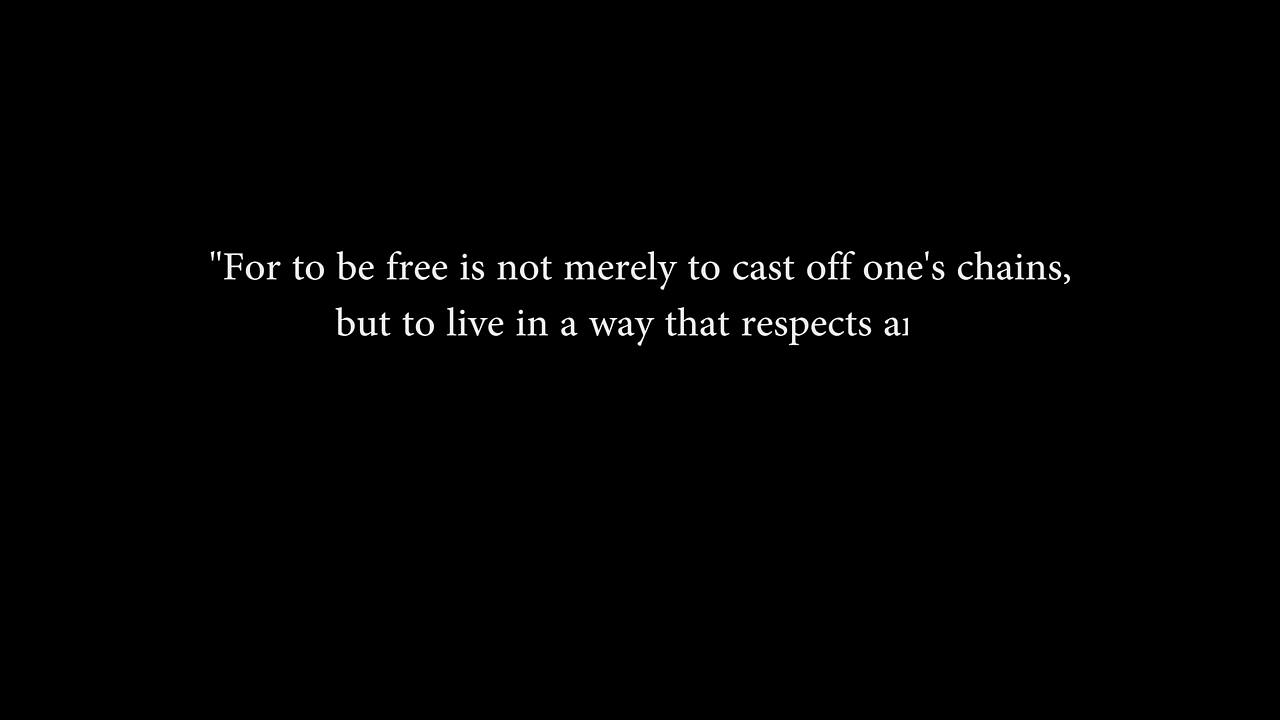 "For to be free is not merely to cast off one's chains,
but to live in a way that respects